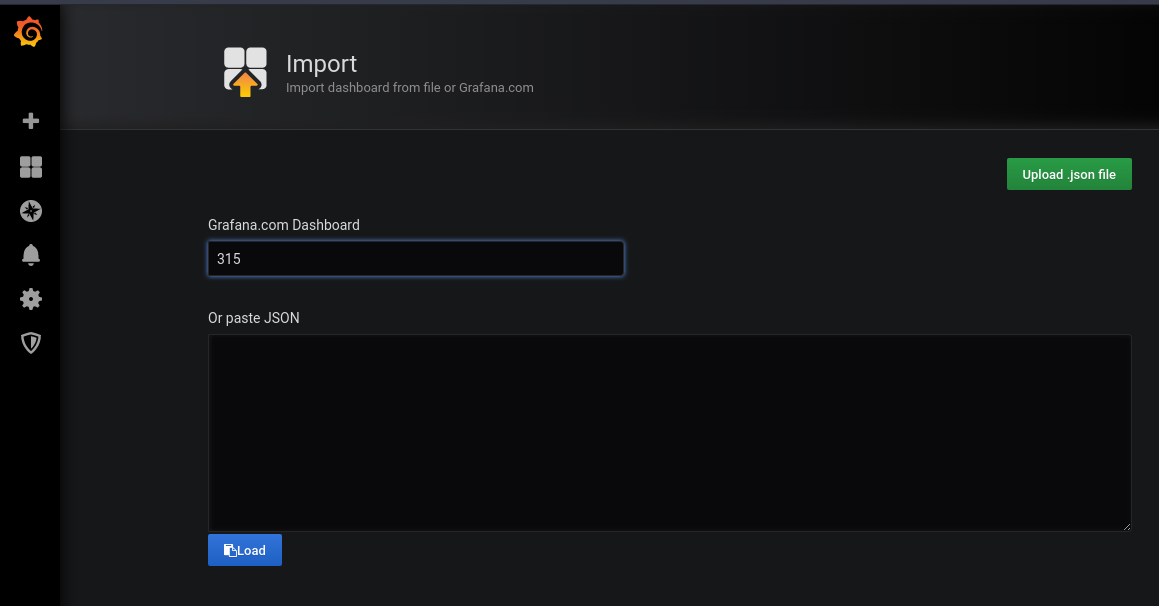 Import
Import dashboard from file or Grafana.com
Upload .json file
Grafana.com Dashboard
315
Or paste JSON
Load